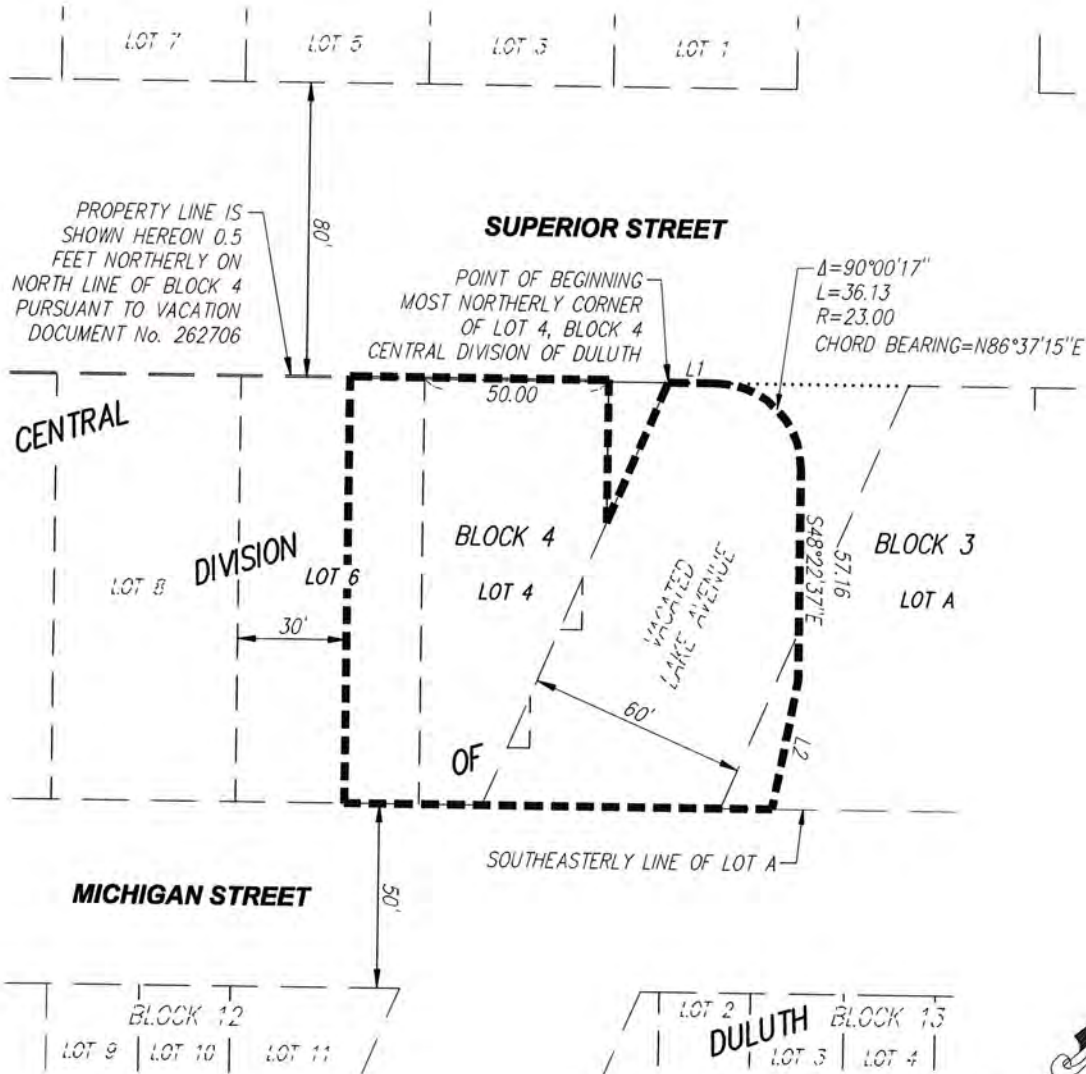 LOT 7
LOT 5
LOT 3
LOT 1
80'
PROPERTY LINE IS
SHOWN HEREON 0.5
FEET NORTHERLY ON
NORTH LINE OF BLOCK 4
PURSUANT TO VACATION
DOCUMENT No. 262706
SUPERIOR STREET
POINT OF BEGINNING
MOST NORTHERLY CORNER
OF LOT 4, BLOCK 4
CENTRAL DIVISION OF DULUTH
Δ=90°00'17"
L=36.13
R=23.00
CHORD BEARING=N86°37'15"E
L1
50.00
CENTRAL
DIVISION
LOT 8
LOT 6
30'
BLOCK 4
LOT 4
VACATED
LAKE AVENUE
57.16
S48°22'37"E
BLOCK 3
LOT A
60'
L2
OF
SOUTHEASTERLY LINE OF LOT A
MICHIGAN STREET
50'
BLOCK 12
LOT 9
LOT 10
LOT 11
LOT 2
DULUTH
BLOCK 13
LOT 3
LOT 4